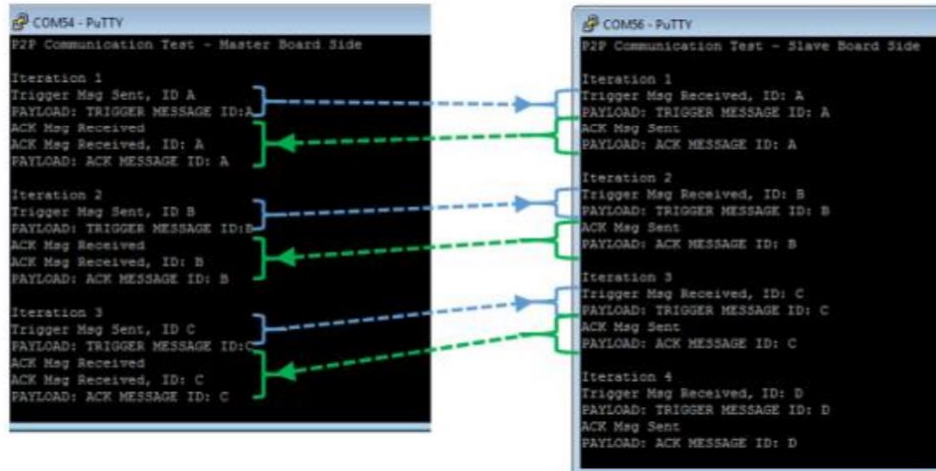 COM54 - PuTTY
P2P Communication Test - Master Board Side
Iteration 1
Trigger Msg Sent, ID A
PAYLOAD: TRIGGER MESSAGE ID:A
ACK Msg Received
ACK Msg Received, ID: A
PAYLOAD: ACK MESSAGE ID: A
Iteration 2
Trigger Msg Sent, ID B
PAYLOAD: TRIGGER MESSAGE ID:B
ACK Msg Received
ACK Msg Received, ID: B
PAYLOAD: ACK MESSAGE ID: B
Iteration 3
Trigger Msg Sent, ID C
PAYLOAD: TRIGGER MESSAGE ID:C
ACK Msg Received
ACK Msg Received, ID: C
PAYLOAD: ACK MESSAGE ID: C
COM56 - PuTTY
P2P Communication Test - Slave Board Side
Iteration 1
Trigger Msg Received, ID: A
PAYLOAD: TRIGGER MESSAGE ID: A
ACK Msg Sent
PAYLOAD: ACK MESSAGE ID: A
Iteration 2
Trigger Msg Received, ID: B
PAYLOAD: TRIGGER MESSAGE ID: B
ACK Msg Sent
PAYLOAD: ACK MESSAGE ID: B
Iteration 3
Trigger Msg Received, ID: C
PAYLOAD: TRIGGER MESSAGE ID: C
ACK Msg Sent
PAYLOAD: ACK MESSAGE ID: C
Iteration 4
Trigger Msg Received, ID: D
PAYLOAD: TRIGGER MESSAGE ID: D
ACK Msg Sent
PAYLOAD: ACK MESSAGE ID: D